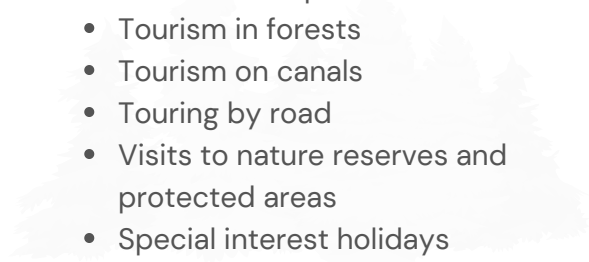 • Tourism in forests
• Tourism on canals
• Touring by road
• Visits to nature reserves and
protected areas
• Special interest holidays